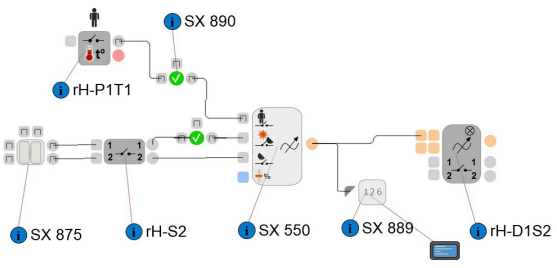 SX 890
t°
rH-P1T1
1 1
2 2
%
126
1 1
2 2
SX 875
rH-S2
SX 550
SX 889
rH-D1S2